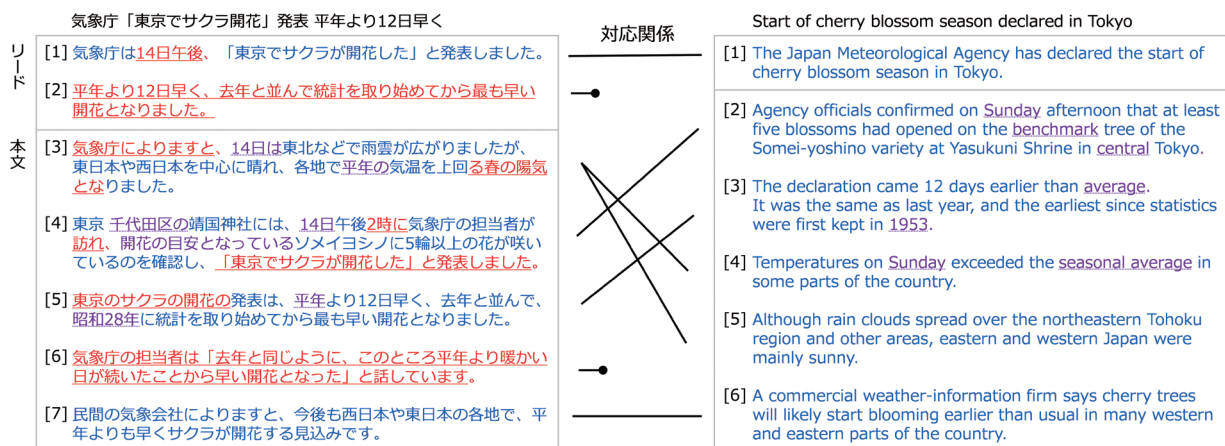 気象庁「東京でサクラ開花」発表 平年より12日早く
リード
[1] 気象庁は14日午後、「東京でサクラが開花した」と発表しました。
[2] 平年より12日早く、去年と並んで統計を取り始めてから最も早い
開花となりました。
本文
[3] 気象庁によりますと、14日は東北などで雨雲が広がりましたが、
東日本や西日本を中心に晴れ、各地で平年の気温を上回る春の陽気
となりました。
[4] 東京 千代田区の靖国神社には、14日午後2時に気象庁の担当者が
訪れ、開花の目安となっているソメイヨシノに5輪以上の花が咲い
ているのを確認し、「東京でサクラが開花した」と発表しました。
[5] 東京のサクラの開花の発表は、平年より12日早く、去年と並んで、
昭和28年に統計を取り始めてから最も早い開花となりました。
[6] 気象庁の担当者は「去年と同じように、このところ平年より暖かい
日が続いたことから早い開花となった」と話しています。
[7] 民間の気象会社によりますと、今後も西日本や東日本の各地で、平
年よりも早くサクラが開花する見込みです。
対応関係
Start of cherry blossom season declared in Tokyo
[1] The Japan Meteorological Agency has declared the start of
cherry blossom season in Tokyo.
[2] Agency officials confirmed on Sunday afternoon that at least
five blossoms had opened on the benchmark tree of the
Somei-yoshino variety at Yasukuni Shrine in central Tokyo.
[3] The declaration came 12 days earlier than average.
It was the same as last year, and the earliest since statistics
were first kept in 1953.
[4] Temperatures on Sunday exceeded the seasonal average in
some parts of the country.
[5] Although rain clouds spread over the northeastern Tohoku
region and other areas, eastern and western Japan were
mainly sunny.
[6] A commercial weather-information firm says cherry trees
will likely start blooming earlier than usual in many western
and eastern parts of the country.